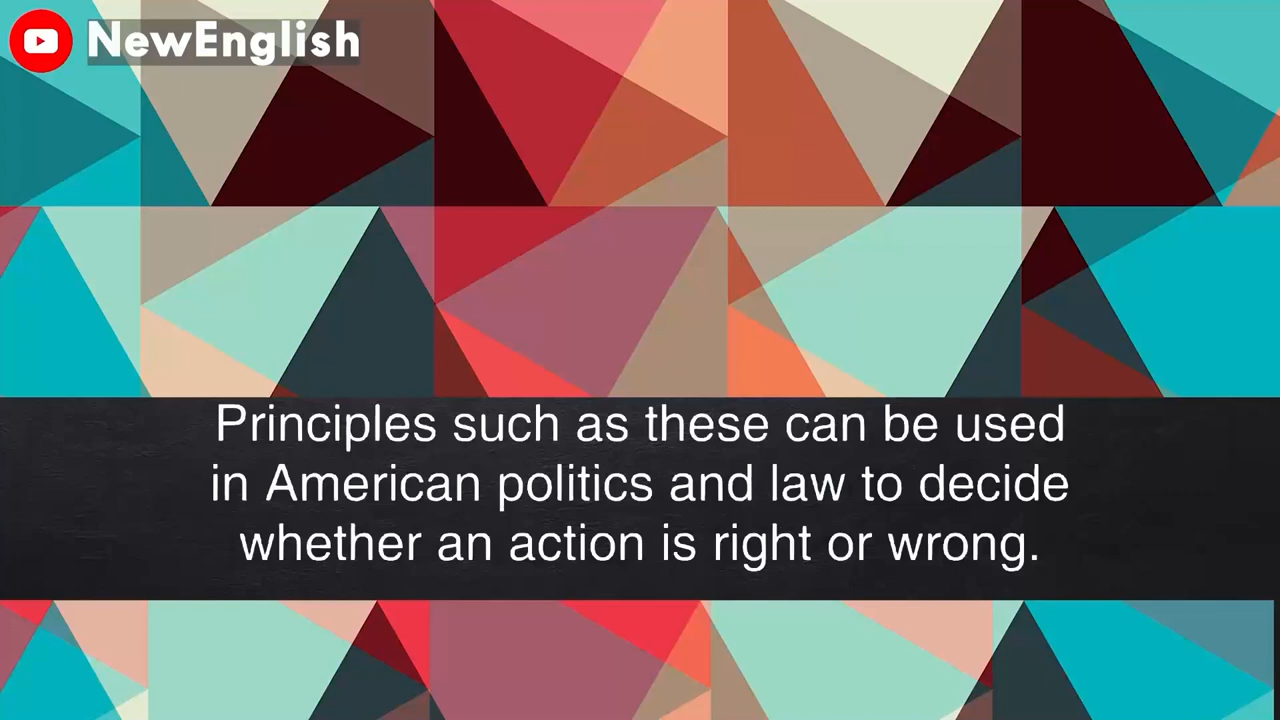 NewEnglish
Principles such as these can be used
in American politics and law to decide
whether an action is right or wrong.